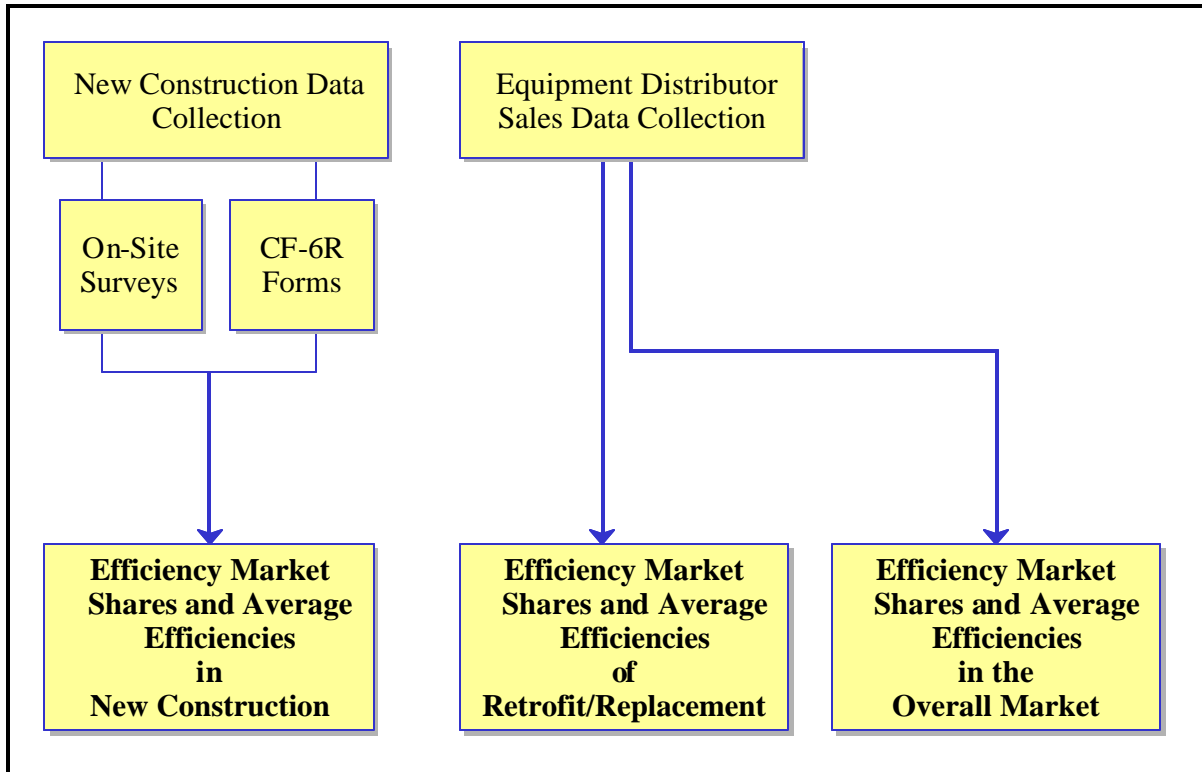 New Construction Data
Collection
Equipment Distributor
Sales Data Collection
On-Site
Surveys
CF-6R
Forms
Efficiency Market
Shares and Average
Efficiencies
in
New Construction
Efficiency Market
Shares and Average
Efficiencies
of
Retrofit/Replacement
Efficiency Market
Shares and Average
Efficiencies
in the
Overall Market